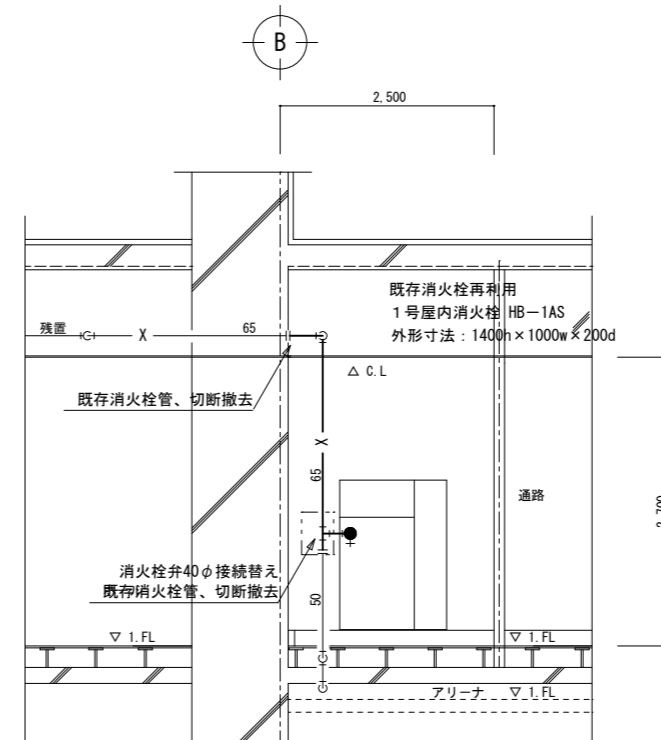 B
2,500
既存消火栓再利用
1号屋内消火栓 HB-1AS
外形寸法：1400h×1000w×200d
残置
X
65
△ C.L
既存消火栓管、切断撤去
X
65
通路
消火栓弁40φ接続替え
既存消火栓管、切断撤去
50
▽ 1.FL
▽ 1.FL
アリーナ ▽ 1.FL